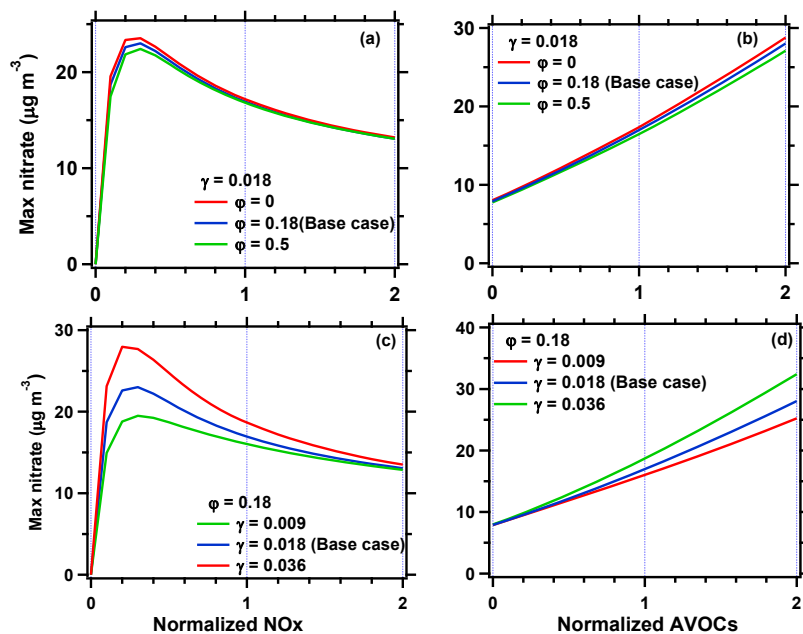 (a)
Max nitrate (µg m⁻³)
20
10
0
γ = 0.018
φ = 0
φ = 0.18(Base case)
φ = 0.5
0
1
2
(b)
30
20
10
0
γ = 0.018
φ = 0
φ = 0.18 (Base case)
φ = 0.5
0
1
2
(c)
Max nitrate (µg m⁻³)
30
20
10
0
φ = 0.18
γ = 0.009
γ = 0.018 (Base case)
γ = 0.036
0
1
2
Normalized NOx
(d)
40
30
20
10
0
φ = 0.18
γ = 0.009
γ = 0.018 (Base case)
γ = 0.036
0
1
2
Normalized AVOCs